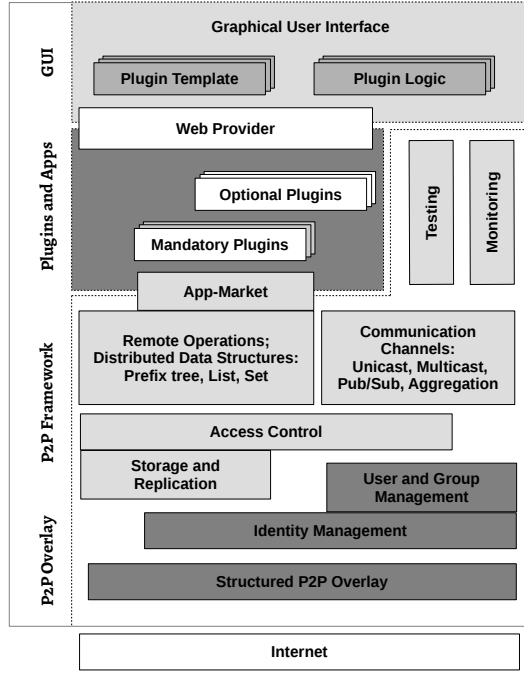 GUI
Graphical User Interface
Plugin Template
Plugin Logic
Web Provider
Plugins and Apps
Optional Plugins
Mandatory Plugins
Testing
Monitoring
App-Market
P2P Framework
Remote Operations;
Distributed Data Structures:
Prefix tree, List, Set
Communication
Channels:
Unicast, Multicast,
Pub/Sub, Aggregation
Access Control
Storage and
Replication
User and Group
Management
P2P Overlay
Identity Management
Structured P2P Overlay
Internet